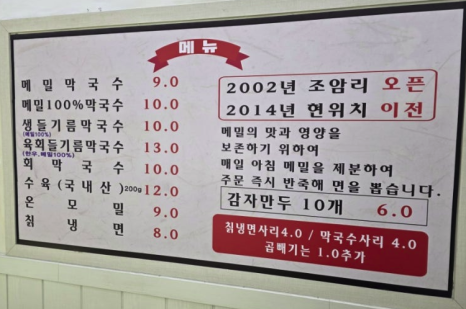 메뉴
메밀막국수 9.0
메밀100%막국수 10.0
생들기름막국수 10.0
(메밀100%)
육회들기름막국수 13.0
(한우,메밀100%)
회막국수 10.0
수육(국내산)200g 12.0
온모밀 9.0
칡냉면 8.0
2002년 조암리 오픈
2014년 현위치 이전
메밀의 맛과 영양을
보존하기 위하여
매일 아침 메밀을 제분하여
주문 즉시 반죽해 면을 뽑습니다.
감자만두 10개 6.0
칡냉면사리4.0 / 막국수사리 4.0
곱빼기는 1.0추가